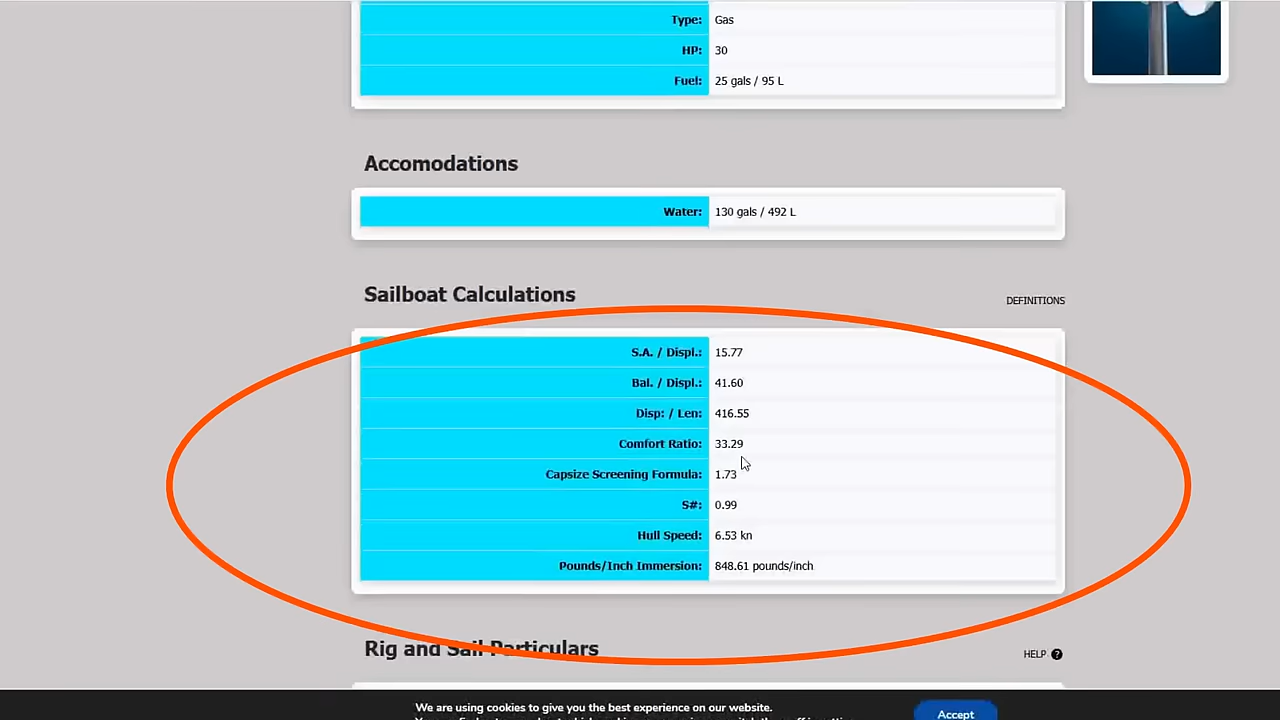 Type: Gas
HP: 30
Fuel: 25 gals / 95 L
Accomodations
Water: 130 gals / 492 L
Sailboat Calculations
DEFINITIONS
S.A. / Displ.: 15.77
Bal. / Displ.: 41.60
Disp: / Len: 416.55
Comfort Ratio: 33.29
Capsize Screening Formula: 1.73
S#: 0.99
Hull Speed: 6.53 kn
Pounds/Inch Immersion: 848.61 pounds/inch
Rig and Sail Particulars
HELP ?
We are using cookies to give you the best experience on our website.
Accept